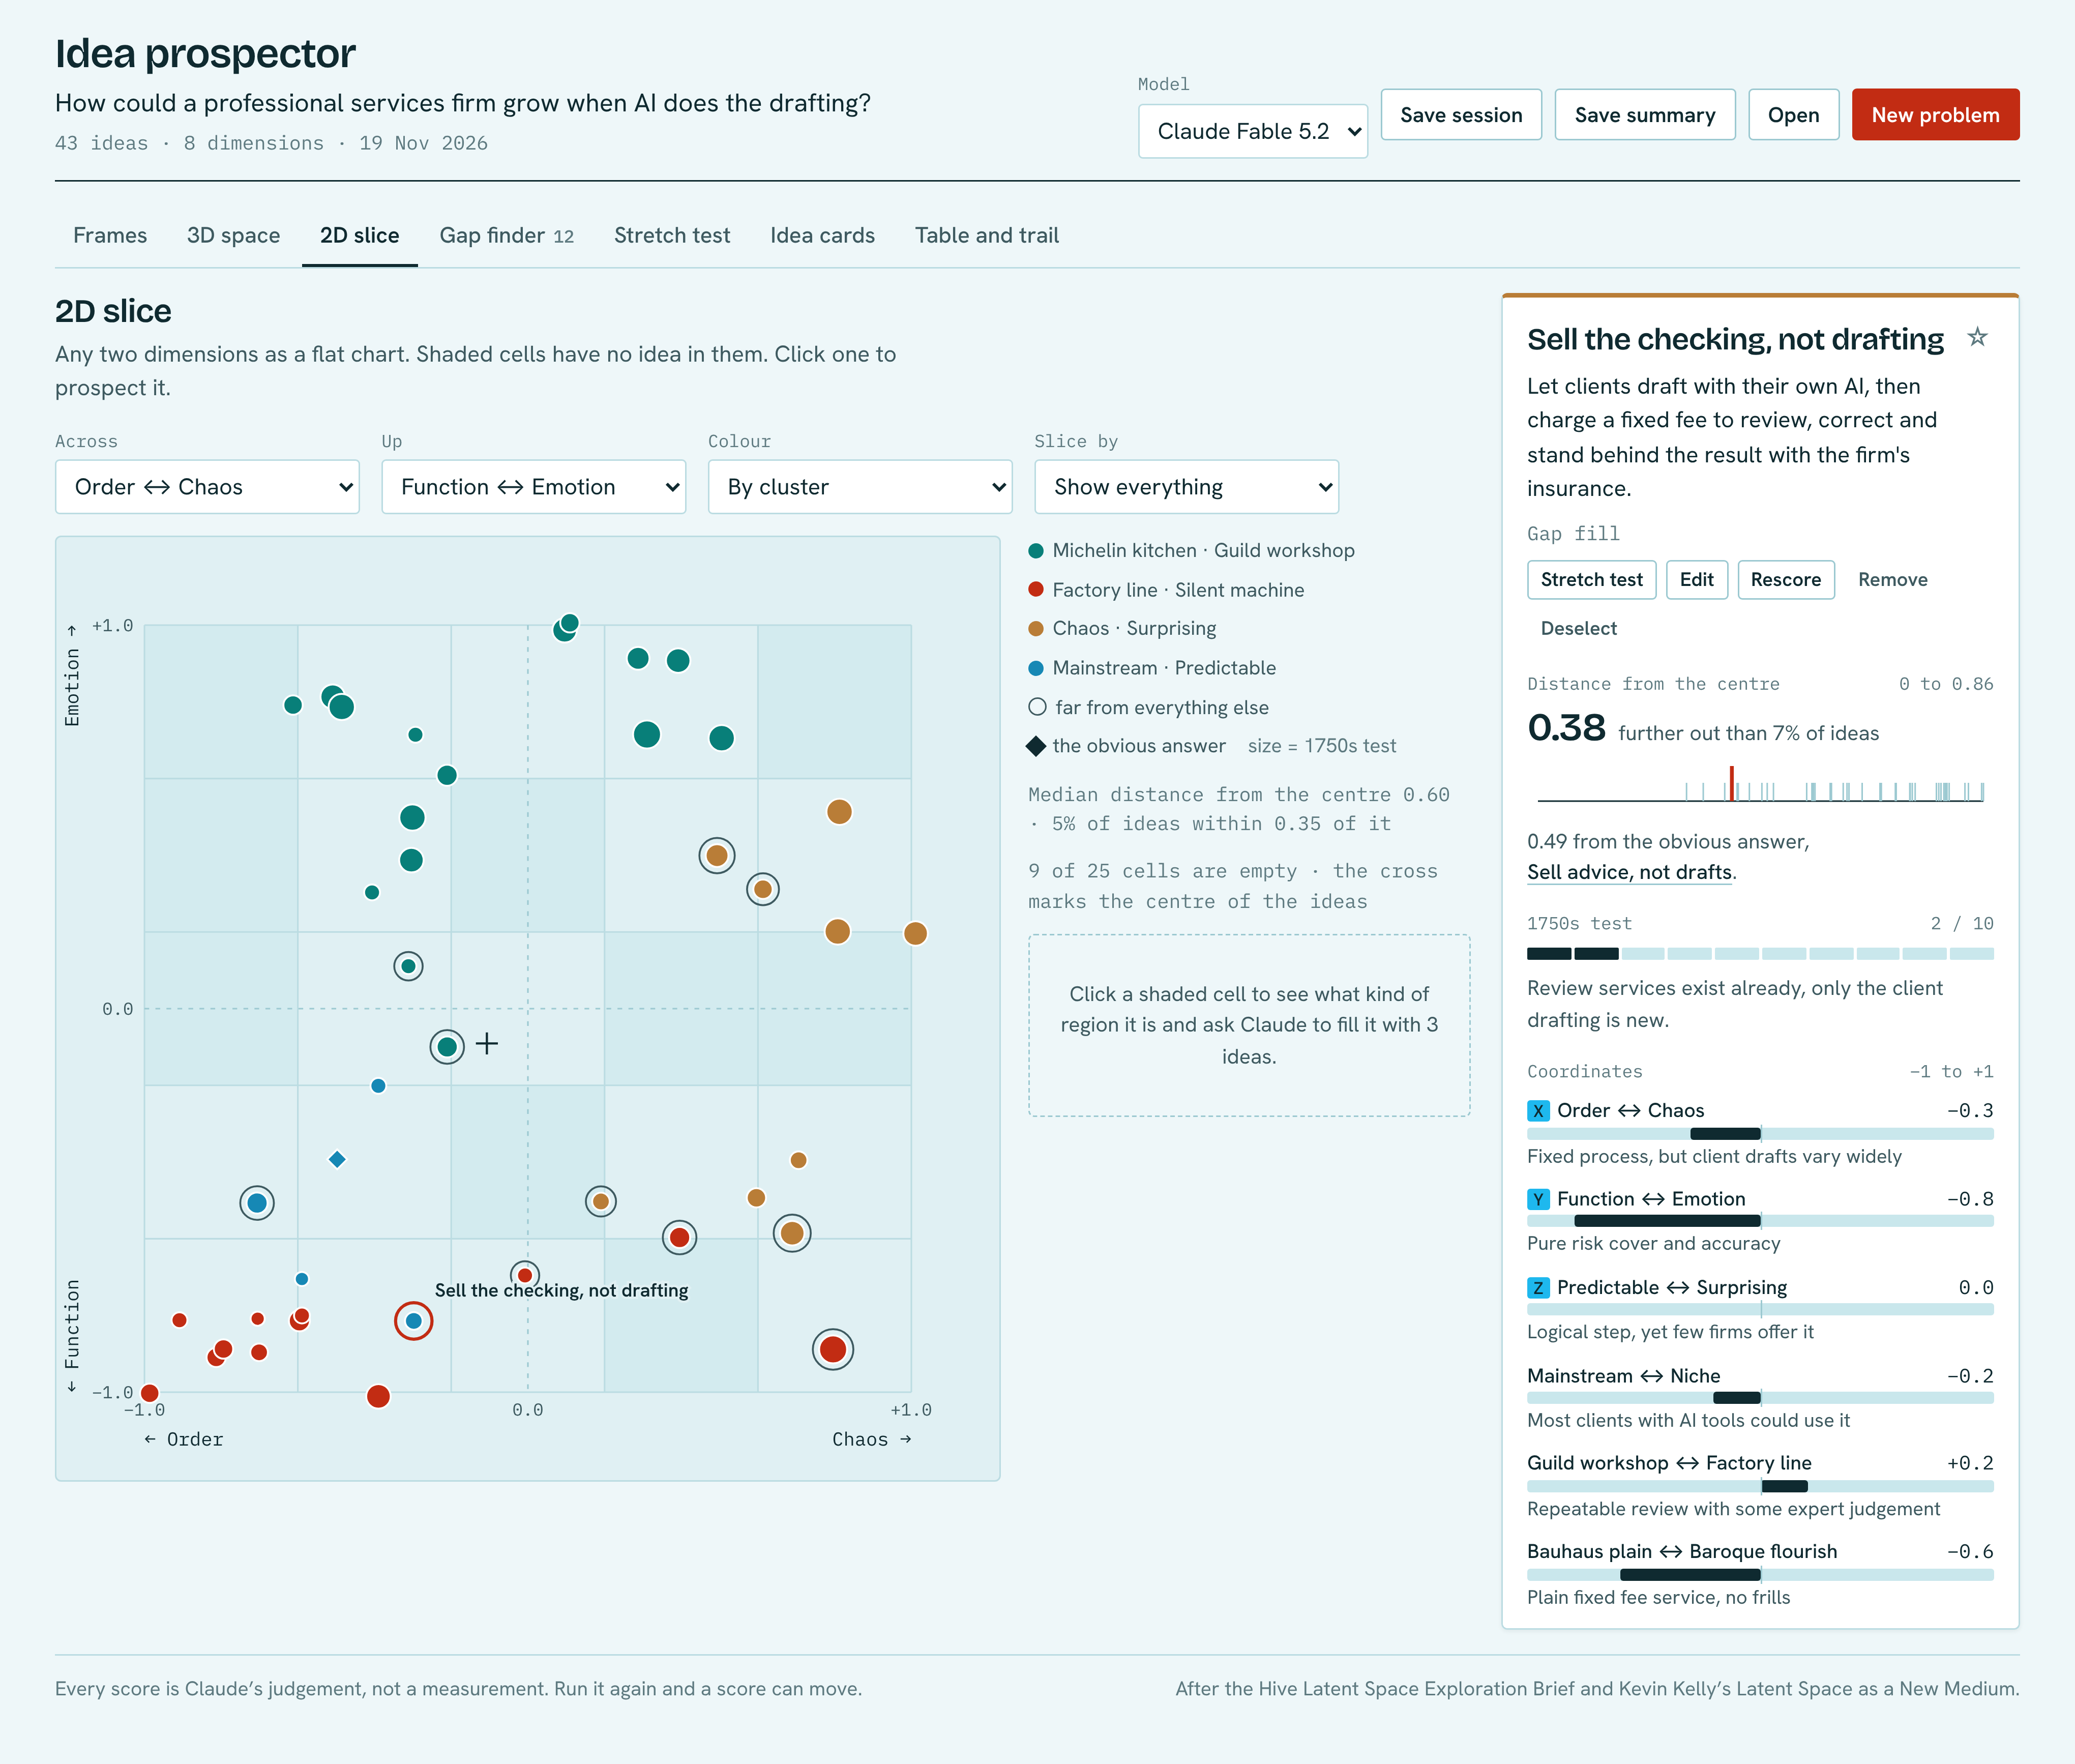 Idea prospector
How could a professional services firm grow when AI does the drafting?
43 ideas · 8 dimensions · 19 Nov 2026
Model
Claude Fable 5.2
Save session
Save summary
Open
New problem
Frames
3D space
2D slice
Gap finder 12
Stretch test
Idea cards
Table and trail
2D slice
Any two dimensions as a flat chart. Shaded cells have no idea in them. Click one to
prospect it.
Across
Order ↔ Chaos
Up
Function ↔ Emotion
Colour
By cluster
Slice by
Show everything
Emotion →
+1.0
0.0
← Function
−1.0
Sell the checking, not drafting
−1.0
0.0
+1.0
← Order
Chaos →
Michelin kitchen · Guild workshop
Factory line · Silent machine
Chaos · Surprising
Mainstream · Predictable
far from everything else
the obvious answer
size = 1750s test
Median distance from the centre 0.60
· 5% of ideas within 0.35 of it
9 of 25 cells are empty · the cross
marks the centre of the ideas
Click a shaded cell to see what kind of
region it is and ask Claude to fill it with 3
ideas.
Sell the checking, not drafting ☆
Let clients draft with their own AI, then
charge a fixed fee to review, correct and
stand behind the result with the firm's
insurance.
Gap fill
Stretch test
Edit
Rescore
Remove
Deselect
Distance from the centre
0 to 0.86
0.38 further out than 7% of ideas
0.49 from the obvious answer,
Sell advice, not drafts.
1750s test
2 / 10
Review services exist already, only the client
drafting is new.
Coordinates
−1 to +1
X Order ↔ Chaos
−0.3
Fixed process, but client drafts vary widely
Y Function ↔ Emotion
−0.8
Pure risk cover and accuracy
Z Predictable ↔ Surprising
0.0
Logical step, yet few firms offer it
Mainstream ↔ Niche
−0.2
Most clients with AI tools could use it
Guild workshop ↔ Factory line
+0.2
Repeatable review with some expert judgement
Bauhaus plain ↔ Baroque flourish
−0.6
Plain fixed fee service, no frills
Every score is Claude’s judgement, not a measurement. Run it again and a score can move.
After the Hive Latent Space Exploration Brief and Kevin Kelly’s Latent Space as a New Medium.